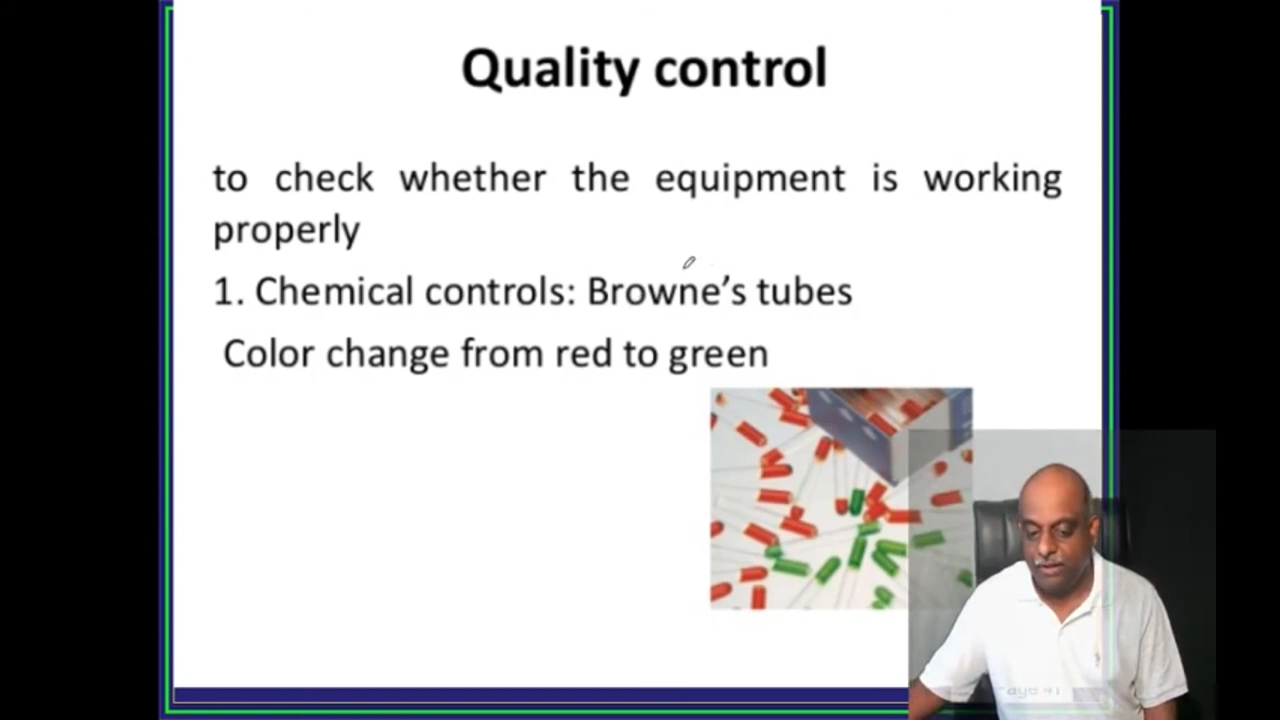 Quality control
to check whether the equipment is working
properly
1. Chemical controls: Browne’s tubes
Color change from red to green